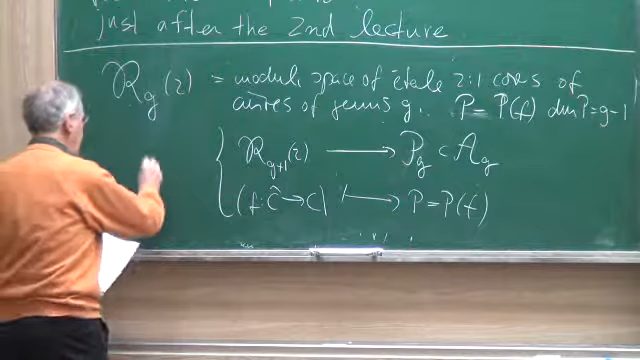 just after the 2nd lecture
R_g (2) = moduli space of étale 2:1 covers of
curves of genus g. P = P(f) dim P = g-1
R_{g+1}(2) ⟶ P_g ⊂ A_g
(f: Ĉ → C) ⟼ P = P(f)